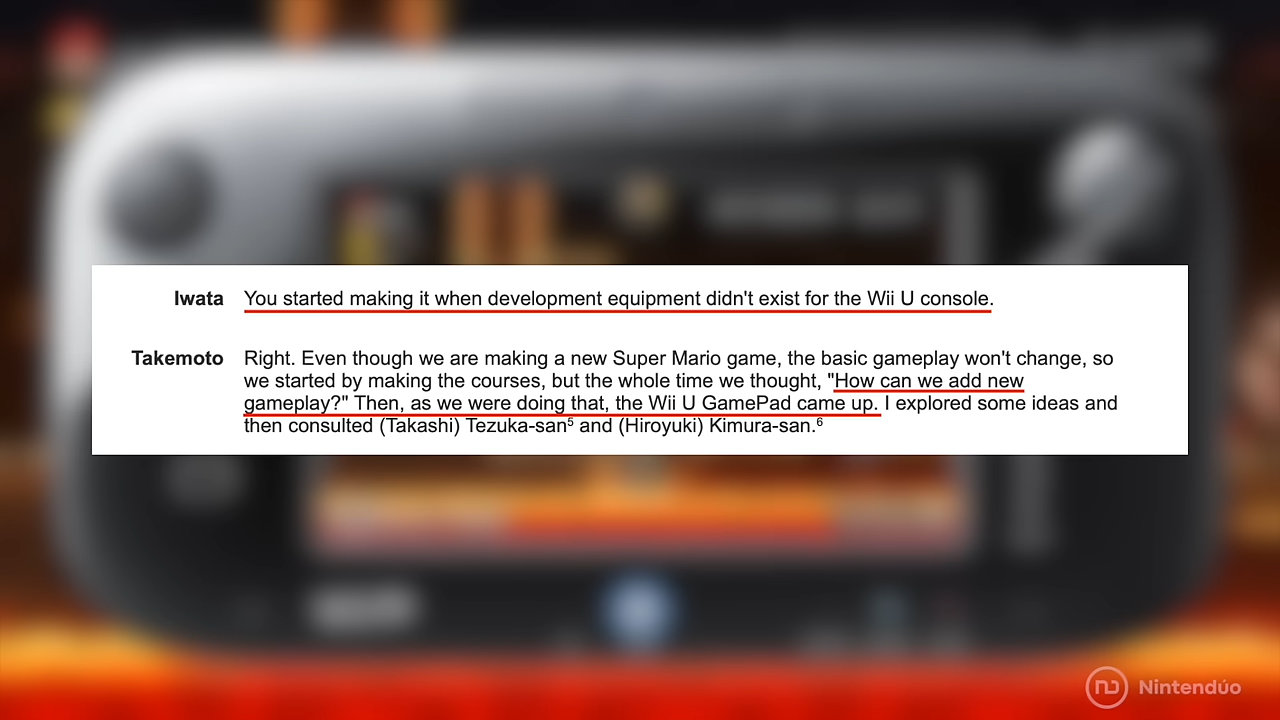 Iwata You started making it when development equipment didn't exist for the Wii U console.
Takemoto Right. Even though we are making a new Super Mario game, the basic gameplay won't change, so
we started by making the courses, but the whole time we thought, "How can we add new
gameplay?" Then, as we were doing that, the Wii U GamePad came up. I explored some ideas and
then consulted (Takashi) Tezuka-san⁵ and (Hiroyuki) Kimura-san.⁶
Nintendúo